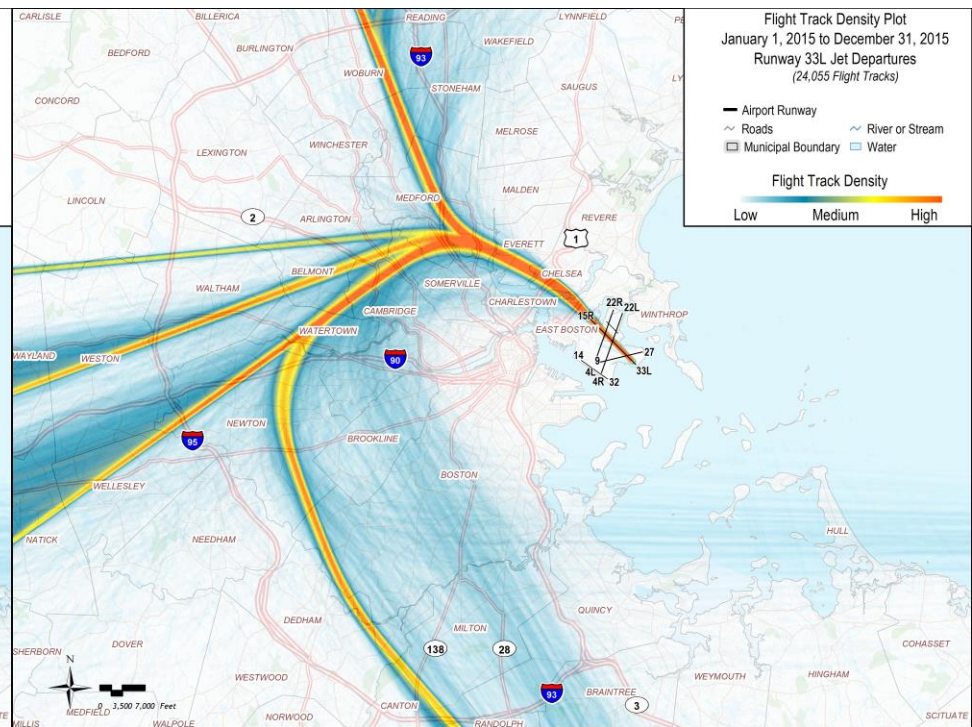 Flight Track Density Plot
January 1, 2015 to December 31, 2015
Runway 33L Jet Departures
(24,055 Flight Tracks)
Airport Runway
Roads
River or Stream
Municipal Boundary
Water
Flight Track Density
Low Medium High
CARLISLE
BILLERICA
READING
LYNNFIELD
BEDFORD
BURLINGTON
WAKEFIELD
93
WOBURN
STONEHAM
SAUGUS
CONCORD
MELROSE
WINCHESTER
LEXINGTON
MEDFORD
MALDEN
LINCOLN
ARLINGTON
2
REVERE
EVERETT
1
BELMONT
CHELSEA
SOMERVILLE
WALTHAM
CHARLESTOWN
CAMBRIDGE
22R
22L
WINTHROP
15R
EAST BOSTON
WATERTOWN
WAYLAND
WESTON
90
14
9
27
4L
33L
4R
32
NEWTON
95
BROOKLINE
BOSTON
WELLESLEY
NATICK
NEEDHAM
HULL
QUINCY
DEDHAM
MILTON
138
28
DOVER
SHERBORN
COHASSET
WESTWOOD
WEYMOUTH
HINGHAM
N
0 3,500 7,000 Feet
CANTON
93
BRAINTREE
3
MEDFIELD
NORWOOD
RANDOLPH
SCITUATE
MILLIS
WALPOLE